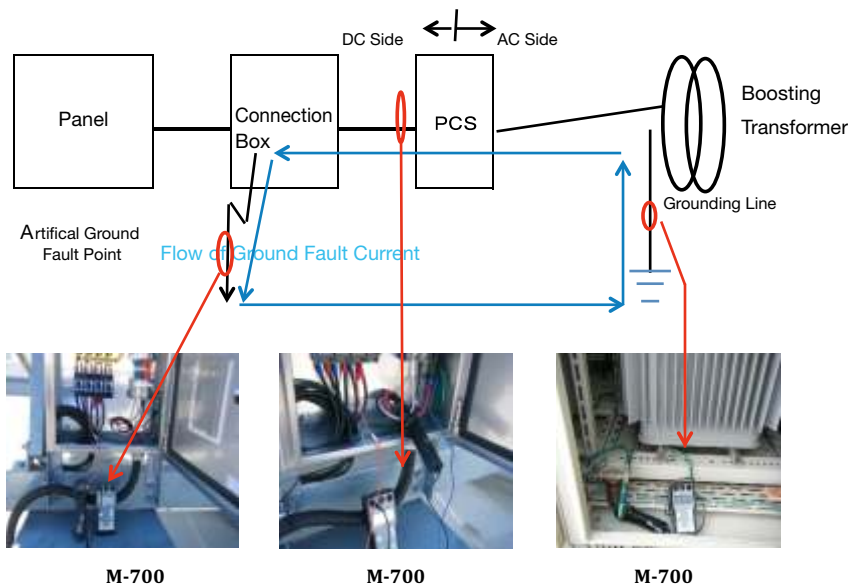 DC Side
AC Side
Panel
Connection
Box
PCS
Boosting
Transformer
Grounding Line
Artifical Ground
Fault Point
Flow of Ground Fault Current
M-700
M-700
M-700